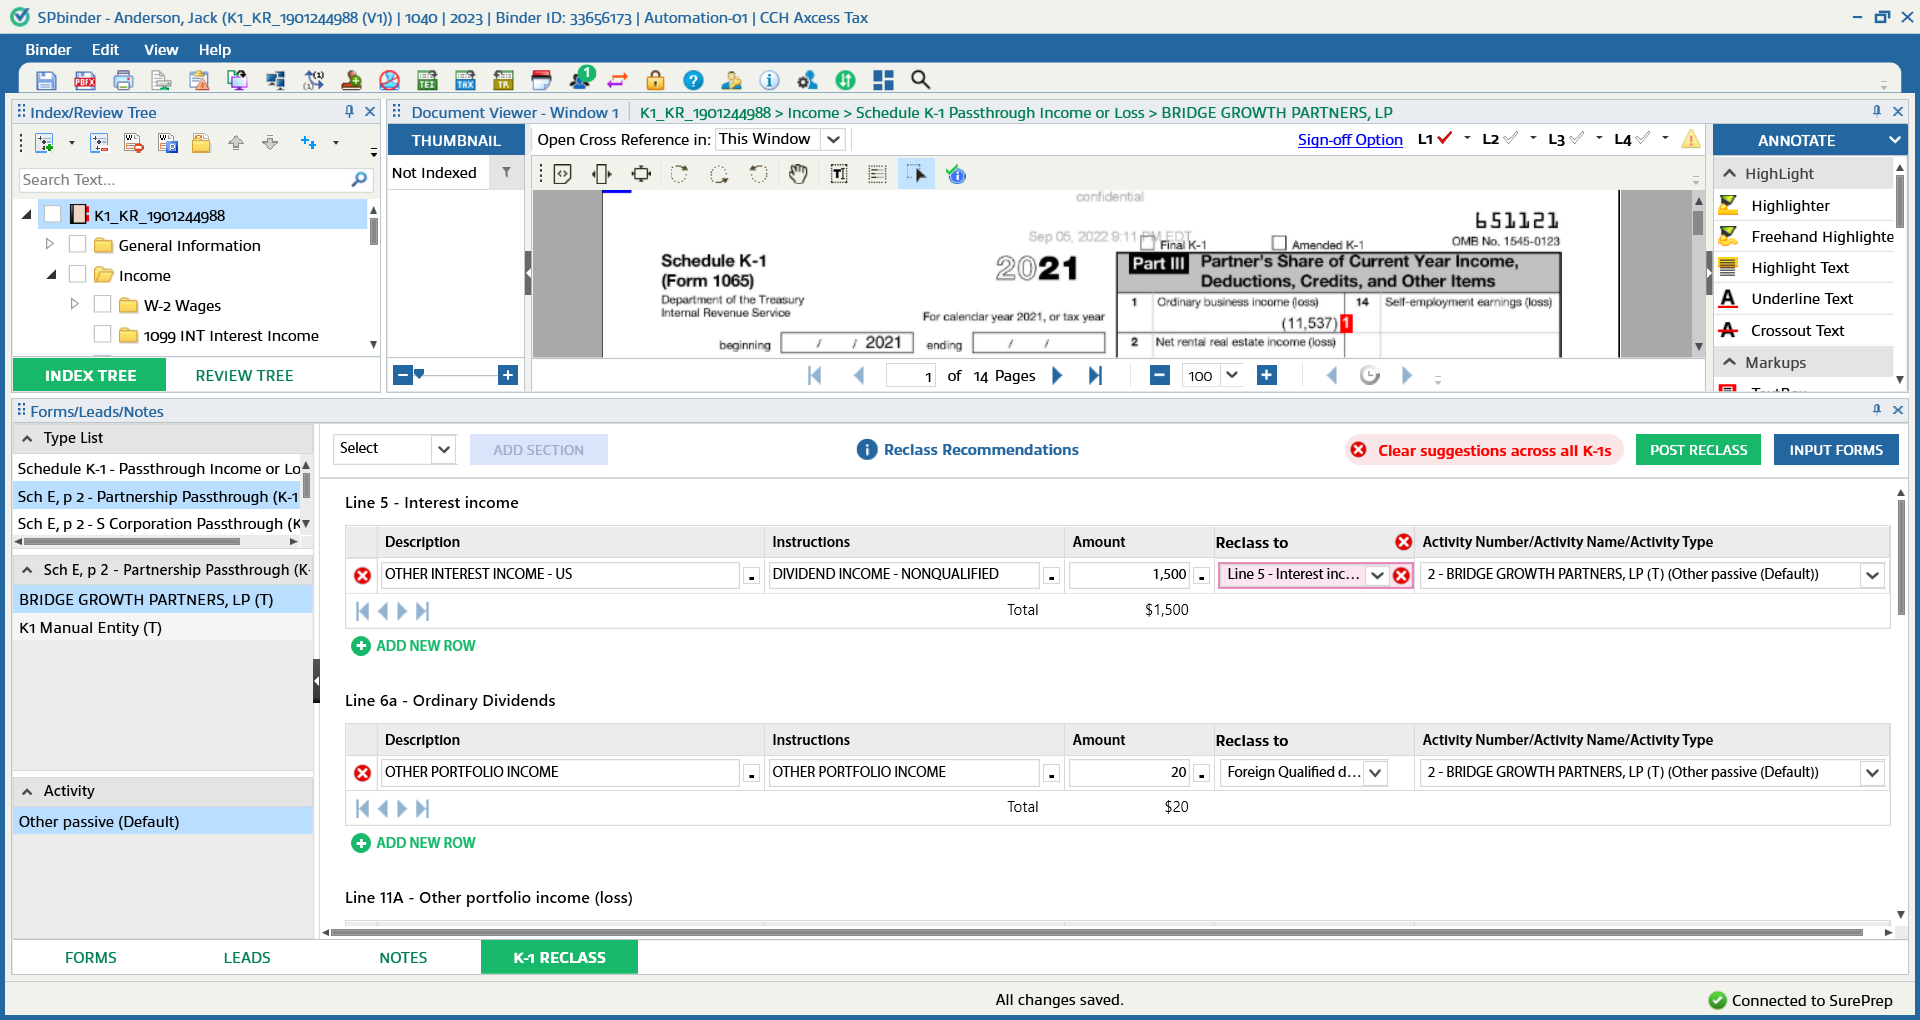 SPbinder - Anderson, Jack (K1_KR_1901244988 (V1)) | 1040 | 2023 | Binder ID: 33656173 | Automation-01 | CCH Axcess Tax
Binder Edit View Help
PBFX TEI TAX TR 1
Index/Review Tree
Document Viewer - Window 1
K1_KR_1901244988 > Income > Schedule K-1 Passthrough Income or Loss > BRIDGE GROWTH PARTNERS, LP
THUMBNAIL
Open Cross Reference in: This Window
Sign-off Option L1 L2 L3 L4
ANNOTATE
Not Indexed
Search Text...
K1_KR_1901244988
General Information
Income
W-2 Wages
1099 INT Interest Income
INDEX TREE REVIEW TREE
confidential
651121
Sep 05, 2022 9:11 PM EDT
Final K-1
Amended K-1
OMB No. 1545-0123
Schedule K-1
(Form 1065)
2021
Department of the Treasury
Internal Revenue Service
Part III Partner's Share of Current Year Income,
Deductions, Credits, and Other Items
1 Ordinary business income (loss)
14 Self-employment earnings (loss)
(11,537) 1
For calendar year 2021, or tax year
beginning / / 2021 ending / /
2 Net rental real estate income (loss)
1 of 14 Pages
100
HighLight
Highlighter
Freehand Highlighte
Highlight Text
Underline Text
Crossout Text
Markups
Forms/Leads/Notes
Type List
Schedule K-1 - Passthrough Income or Lo
Sch E, p 2 - Partnership Passthrough (K-1
Sch E, p 2 - S Corporation Passthrough (K
Sch E, p 2 - Partnership Passthrough (K-
BRIDGE GROWTH PARTNERS, LP (T)
K1 Manual Entity (T)
Activity
Other passive (Default)
Select
ADD SECTION
Reclass Recommendations
Clear suggestions across all K-1s
POST RECLASS
INPUT FORMS
Line 5 - Interest income
Description Instructions Amount Reclass to Activity Number/Activity Name/Activity Type
OTHER INTEREST INCOME - US DIVIDEND INCOME - NONQUALIFIED 1,500 Line 5 - Interest inc... 2 - BRIDGE GROWTH PARTNERS, LP (T) (Other passive (Default))
Total $1,500
ADD NEW ROW
Line 6a - Ordinary Dividends
Description Instructions Amount Reclass to Activity Number/Activity Name/Activity Type
OTHER PORTFOLIO INCOME OTHER PORTFOLIO INCOME 20 Foreign Qualified d... 2 - BRIDGE GROWTH PARTNERS, LP (T) (Other passive (Default))
Total $20
ADD NEW ROW
Line 11A - Other portfolio income (loss)
FORMS LEADS NOTES K-1 RECLASS
All changes saved.
Connected to SurePrep